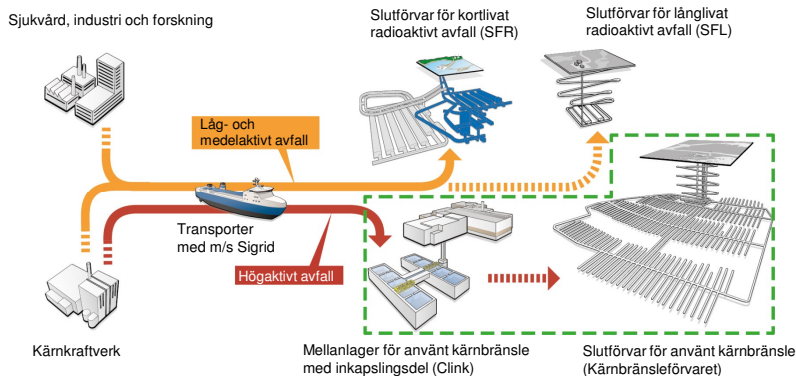 Sjukvård, industri och forskning
Slutförvar för kortlivat
radioaktivt avfall (SFR)
Slutförvar för långlivat
radioaktivt avfall (SFL)
Låg- och
medelaktivt avfall
Transporter
med m/s Sigrid
Högaktivt avfall
Kärnkraftverk
Mellanlager för använt kärnbränsle
med inkapslingsdel (Clink)
Slutförvar för använt kärnbränsle
(Kärnbränsleförvaret)